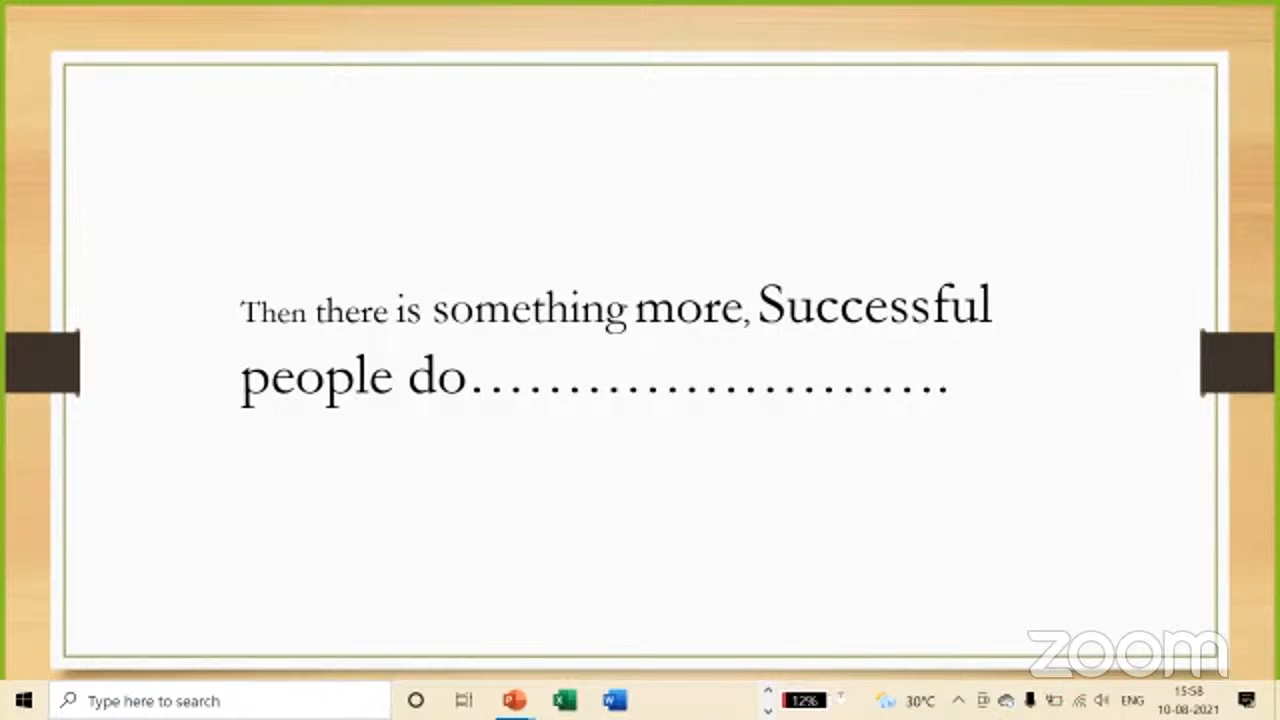 Then there is something more, Successful
people do……………………….
zoom
Type here to search
12%
30°C
ENG
15:58
10-08-2021